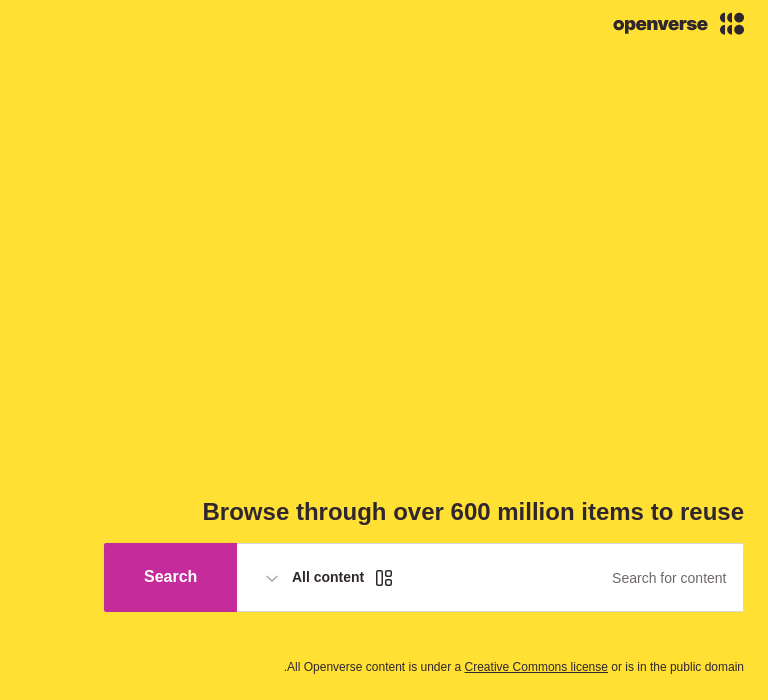 openverse
Browse through over 600 million items to reuse
Search for content
All content
Search
.All Openverse content is under a Creative Commons license or is in the public domain